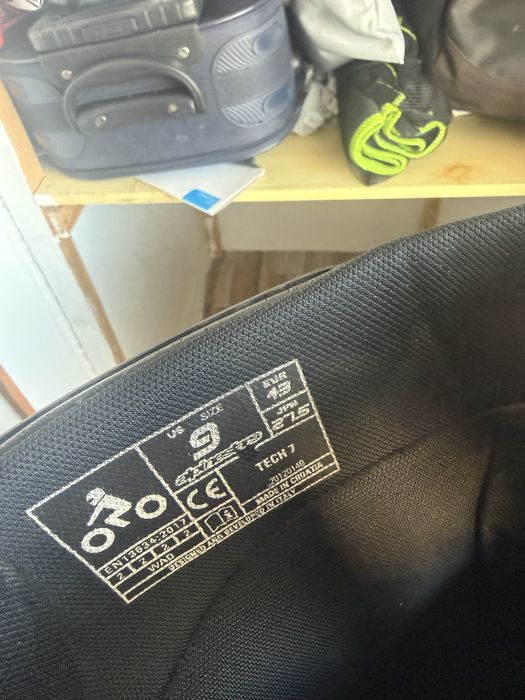 US SIZE
9
EUR
43
JPN
27.5
TECH 7
20120148
CE
EN13634:2017
2 2 2 2
WAD
MADE IN CROATIA
DESIGNED AND DEVELOPED IN ITALY